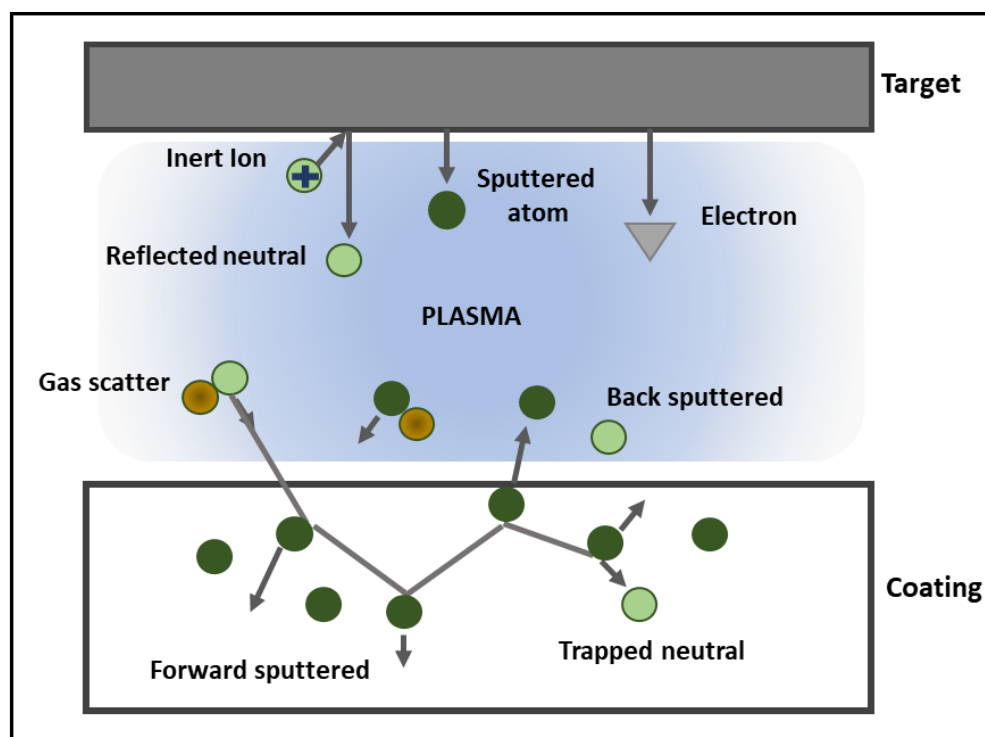 Target
Inert Ion
Sputtered
atom
Electron
Reflected neutral
PLASMA
Gas scatter
Back sputtered
Coating
Trapped neutral
Forward sputtered